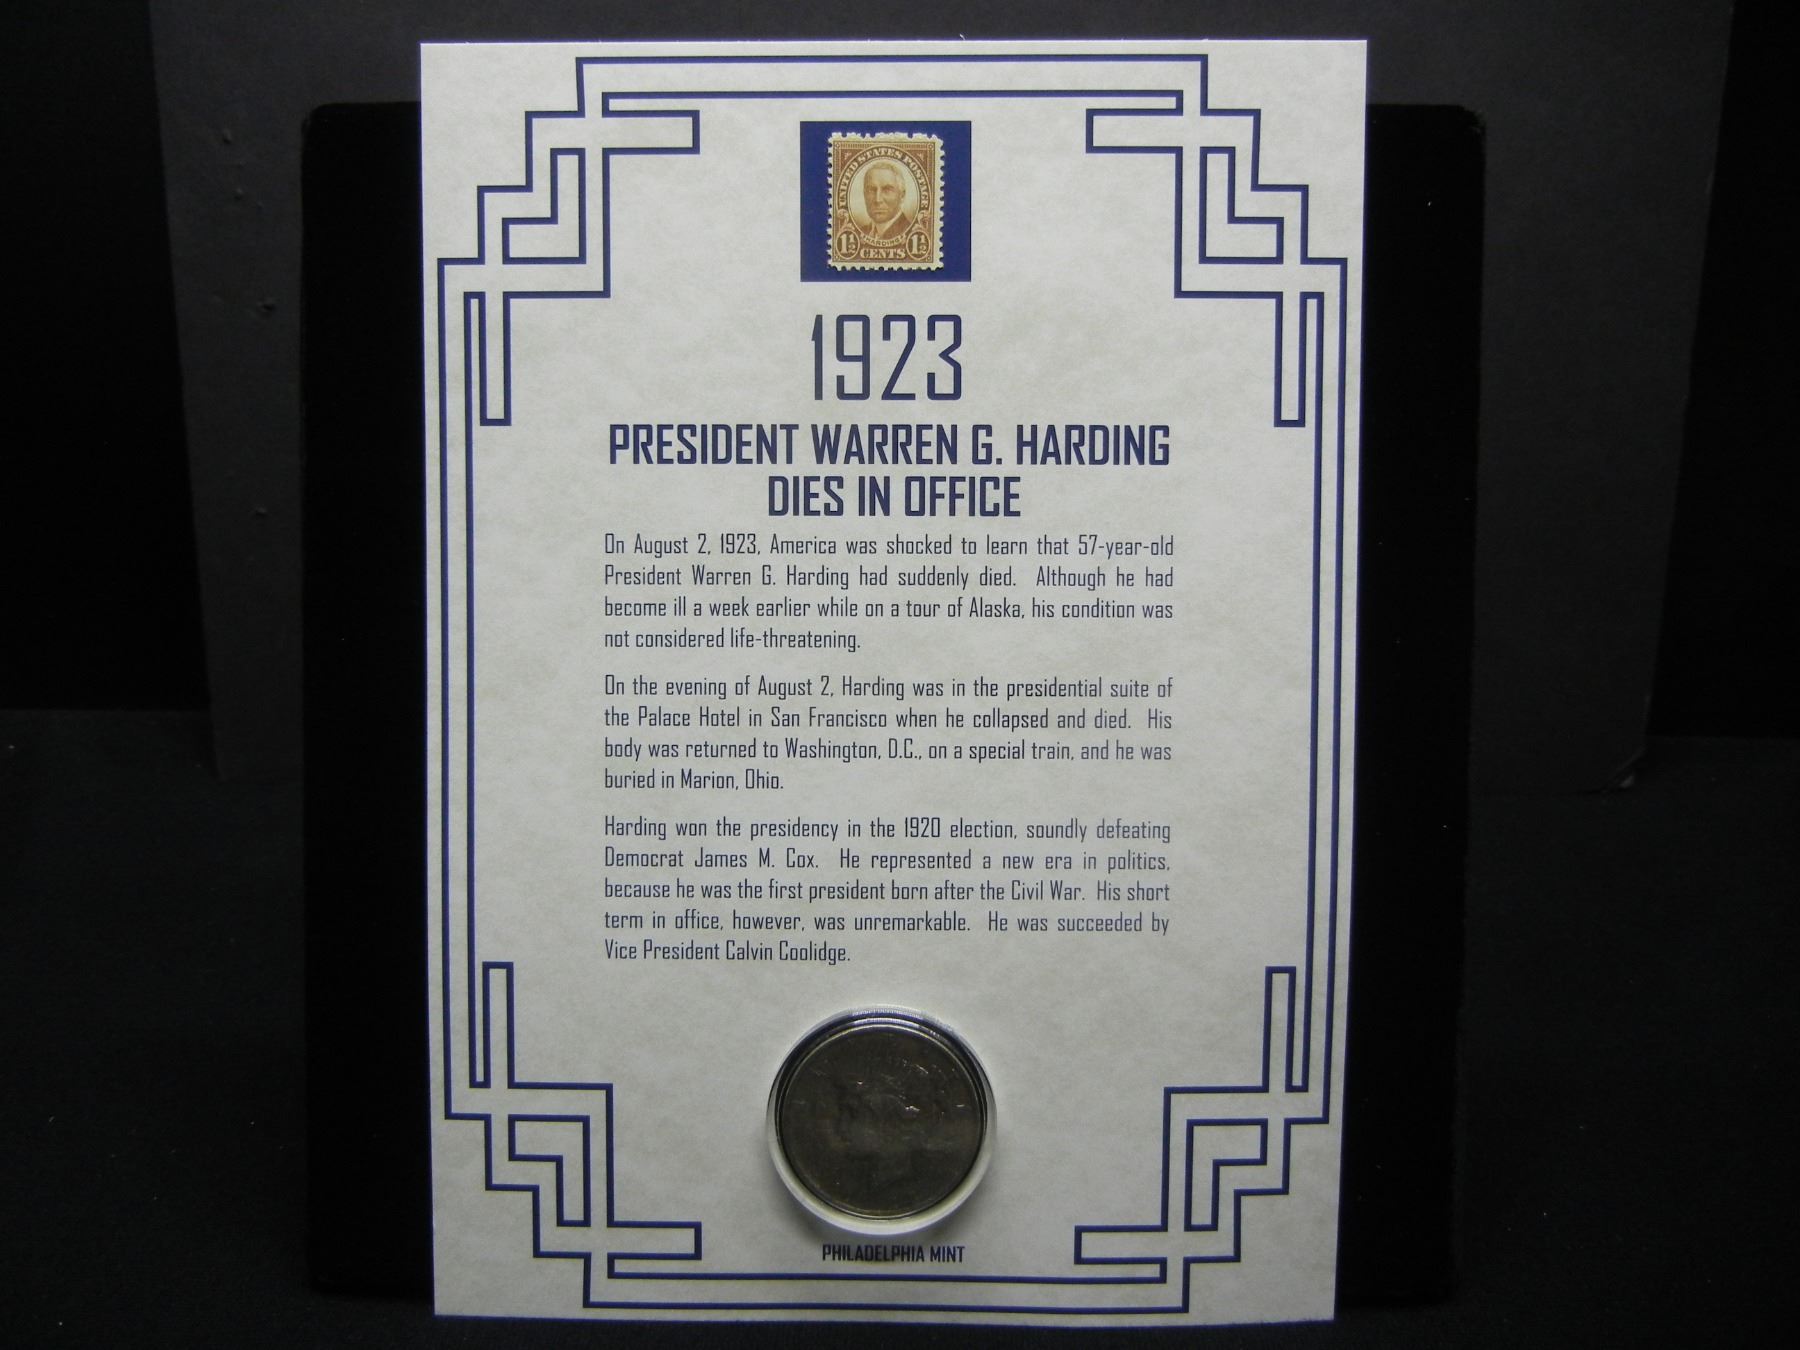 UNITED STATES POSTAGE
HARDING
1½ 1½
CENTS
1923
PRESIDENT WARREN G. HARDING
DIES IN OFFICE
On August 2, 1923, America was shocked to learn that 57-year-old
President Warren G. Harding had suddenly died. Although he had
become ill a week earlier while on a tour of Alaska, his condition was
not considered life-threatening.
On the evening of August 2, Harding was in the presidential suite of
the Palace Hotel in San Francisco when he collapsed and died. His
body was returned to Washington, D.C., on a special train, and he was
buried in Marion, Ohio.
Harding won the presidency in the 1920 election, soundly defeating
Democrat James M. Cox. He represented a new era in politics,
because he was the first president born after the Civil War. His short
term in office, however, was unremarkable. He was succeeded by
Vice President Calvin Coolidge.
PHILADELPHIA MINT